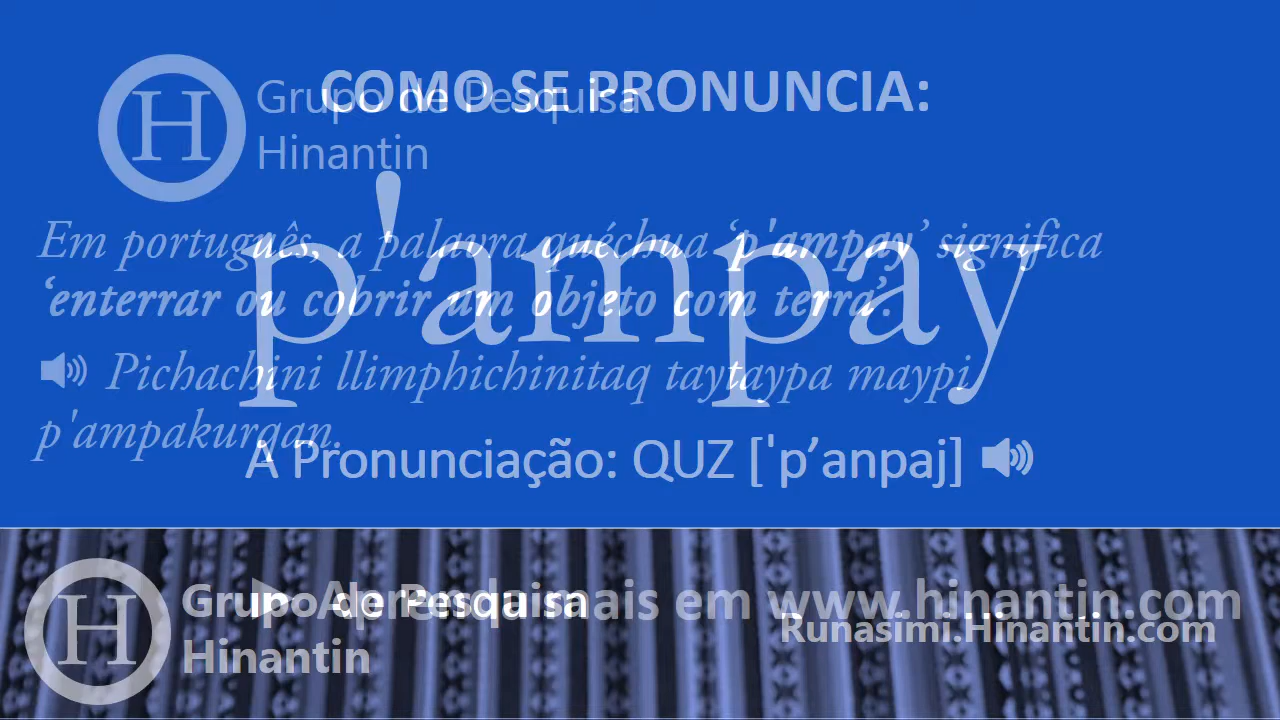 COMO SE PRONUNCIA:
Grupo de Pesquisa
Hinantin
p'ampay
Em português, a palavra quéchua ‘p'ampay’ significa
‘enterrar ou cobrir um objeto com terra’.
Pichachini llimphichinitaq taytaypa maypi
p'ampakurqan.
A Pronunciação: QUZ [ˈp’anpaj]
Grupo de Pesquisa
Hinantin
Aprenda mais em www.hinantin.com
Runasimi.Hinantin.com